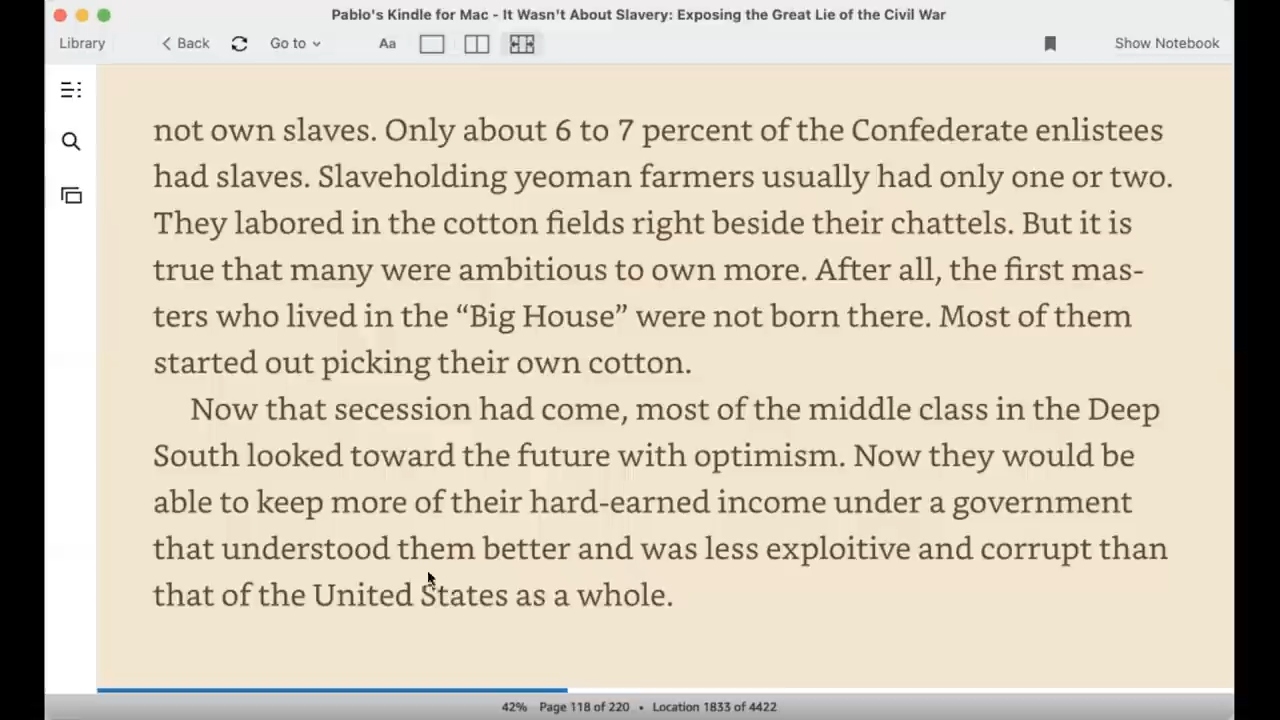 Pablo's Kindle for Mac - It Wasn't About Slavery: Exposing the Great Lie of the Civil War
Library
Back
Go to
Aa
Show Notebook
not own slaves. Only about 6 to 7 percent of the Confederate enlistees
had slaves. Slaveholding yeoman farmers usually had only one or two.
They labored in the cotton fields right beside their chattels. But it is
true that many were ambitious to own more. After all, the first mas-
ters who lived in the “Big House” were not born there. Most of them
started out picking their own cotton.
Now that secession had come, most of the middle class in the Deep
South looked toward the future with optimism. Now they would be
able to keep more of their hard-earned income under a government
that understood them better and was less exploitive and corrupt than
that of the United States as a whole.
42% Page 118 of 220 • Location 1833 of 4422